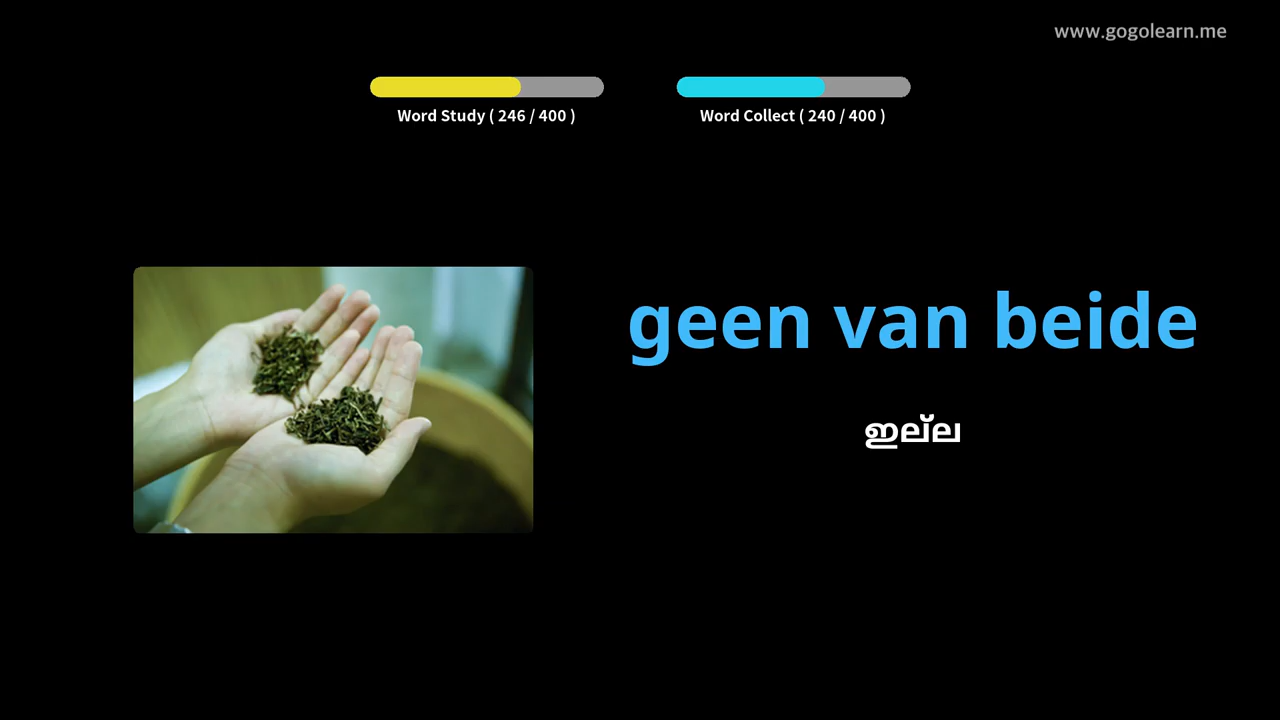 www.gogolearn.me
Word Study ( 246 / 400 )
Word Collect ( 240 / 400 )
geen van beide
ഇല്ല